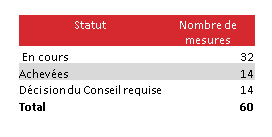 Statut Nombre de
mesures
En cours 32
Achevées 14
Décision du Conseil requise 14
Total 60